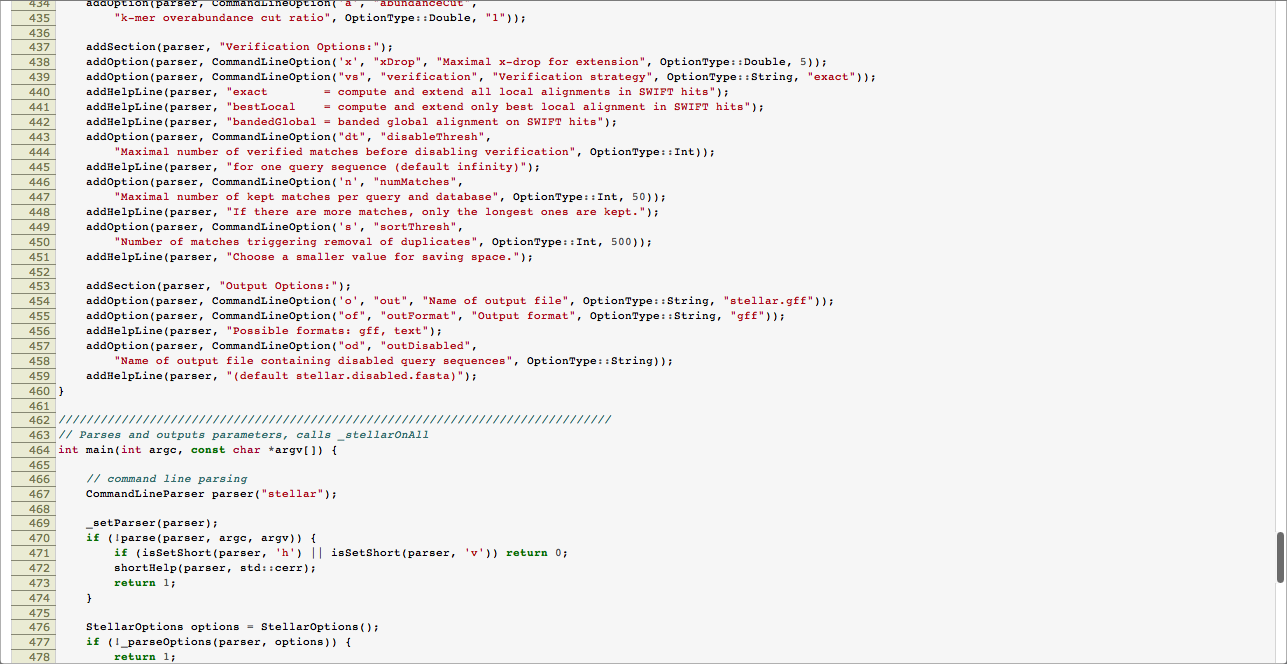 434     addOption(parser, CommandLineOption('a', "abundanceCut",
435         "k-mer overabundance cut ratio", OptionType::Double, "1"));
436
437     addSection(parser, "Verification Options:");
438     addOption(parser, CommandLineOption('x', "xDrop", "Maximal x-drop for extension", OptionType::Double, 5));
439     addOption(parser, CommandLineOption("vs", "verification", "Verification strategy", OptionType::String, "exact"));
440     addHelpLine(parser, "exact        = compute and extend all local alignments in SWIFT hits");
441     addHelpLine(parser, "bestLocal    = compute and extend only best local alignment in SWIFT hits");
442     addHelpLine(parser, "bandedGlobal = banded global alignment on SWIFT hits");
443     addOption(parser, CommandLineOption("dt", "disableThresh",
444         "Maximal number of verified matches before disabling verification", OptionType::Int));
445     addHelpLine(parser, "for one query sequence (default infinity)");
446     addOption(parser, CommandLineOption('n', "numMatches",
447         "Maximal number of kept matches per query and database", OptionType::Int, 50));
448     addHelpLine(parser, "If there are more matches, only the longest ones are kept.");
449     addOption(parser, CommandLineOption('s', "sortThresh",
450         "Number of matches triggering removal of duplicates", OptionType::Int, 500));
451     addHelpLine(parser, "Choose a smaller value for saving space.");
452
453     addSection(parser, "Output Options:");
454     addOption(parser, CommandLineOption('o', "out", "Name of output file", OptionType::String, "stellar.gff"));
455     addOption(parser, CommandLineOption("of", "outFormat", "Output format", OptionType::String, "gff"));
456     addHelpLine(parser, "Possible formats: gff, text");
457     addOption(parser, CommandLineOption("od", "outDisabled",
458         "Name of output file containing disabled query sequences", OptionType::String));
459     addHelpLine(parser, "(default stellar.disabled.fasta)");
460 }
461
462 ///////////////////////////////////////////////////////////////////////////////
463 // Parses and outputs parameters, calls _stellarOnAll
464 int main(int argc, const char *argv[]) {
465
466     // command line parsing
467     CommandLineParser parser("stellar");
468
469     _setParser(parser);
470     if (!parse(parser, argc, argv)) {
471         if (isSetShort(parser, 'h') || isSetShort(parser, 'v')) return 0;
472         shortHelp(parser, std::cerr);
473         return 1;
474     }
475
476     StellarOptions options = StellarOptions();
477     if (!_parseOptions(parser, options)) {
478         return 1;